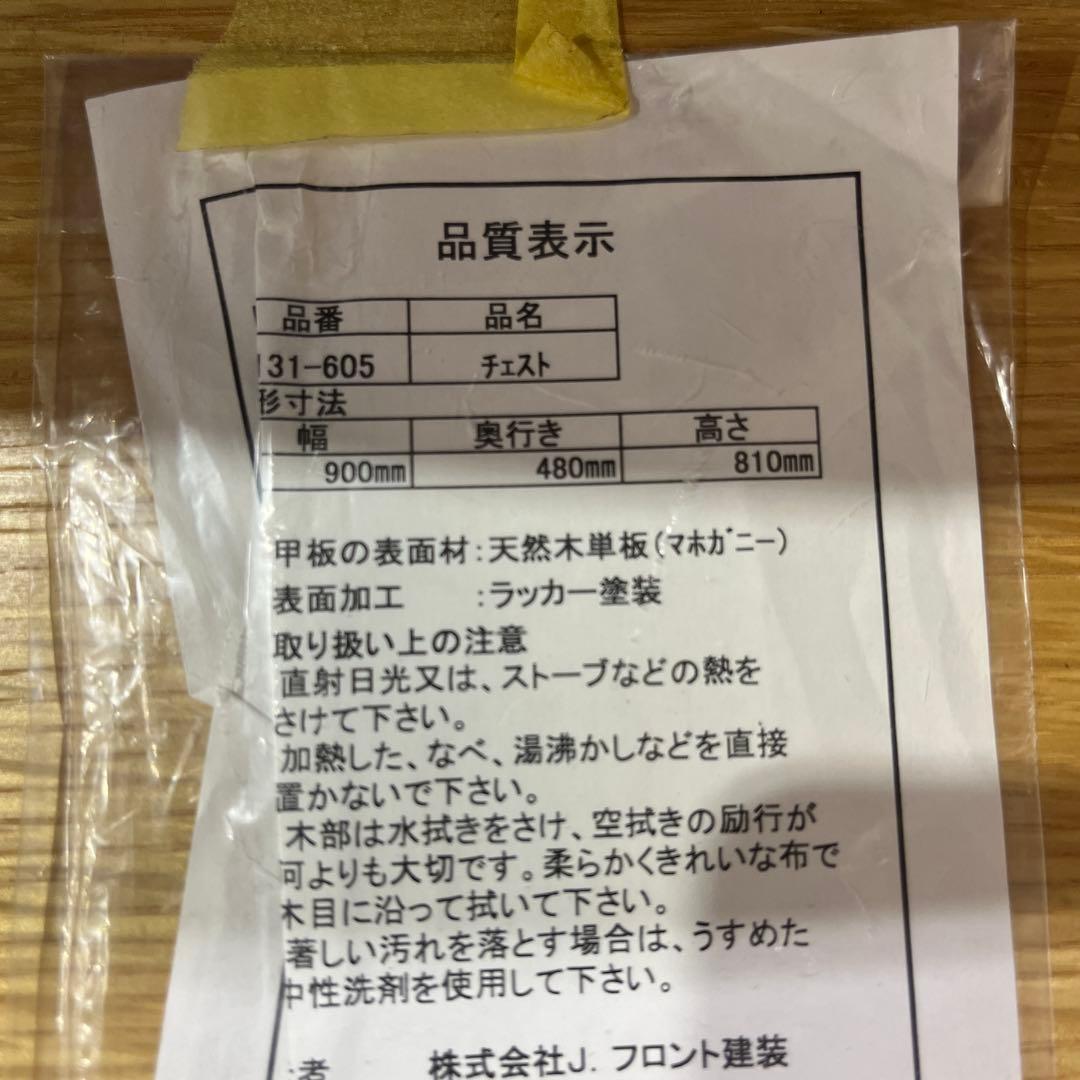 品質表示
品番 品名
131-605 チェスト
形寸法
幅 奥行き 高さ
900mm 480mm 810mm
甲板の表面材:天然木単板(マホガニー)
表面加工 :ラッカー塗装
取り扱い上の注意
直射日光又は、ストーブなどの熱を
さけて下さい。
加熱した、なべ、湯沸かしなどを直接
置かないで下さい。
木部は水拭きをさけ、空拭きの励行が
何よりも大切です。柔らかくきれいな布で
木目に沿って拭いて下さい。
著しい汚れを落とす場合は、うすめた
中性洗剤を使用して下さい。
者 株式会社J. フロント建装